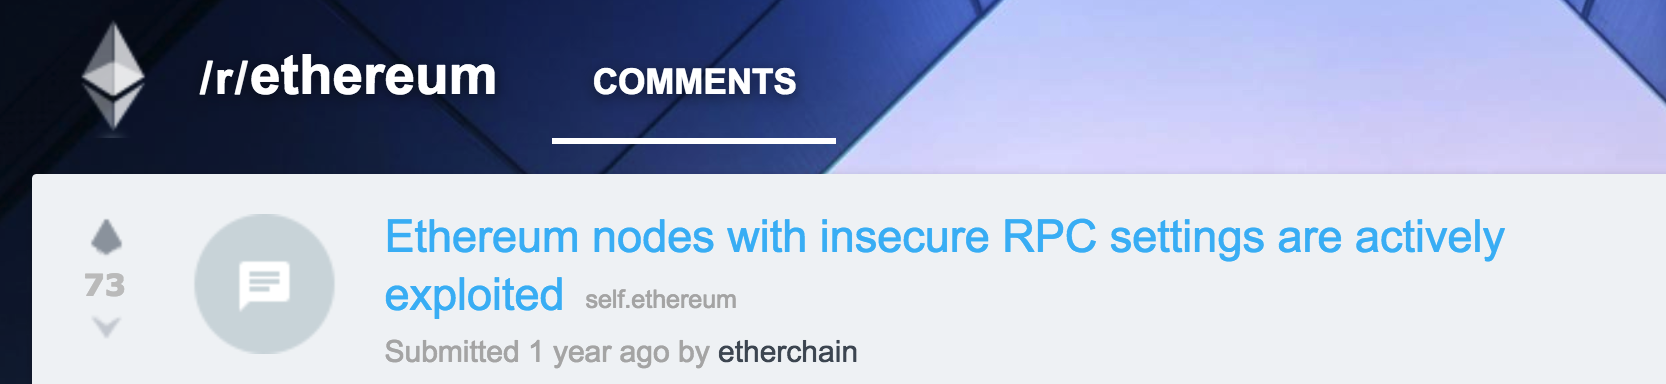 /r/ethereum COMMENTS
73
Ethereum nodes with insecure RPC settings are actively
exploited self.ethereum
Submitted 1 year ago by etherchain